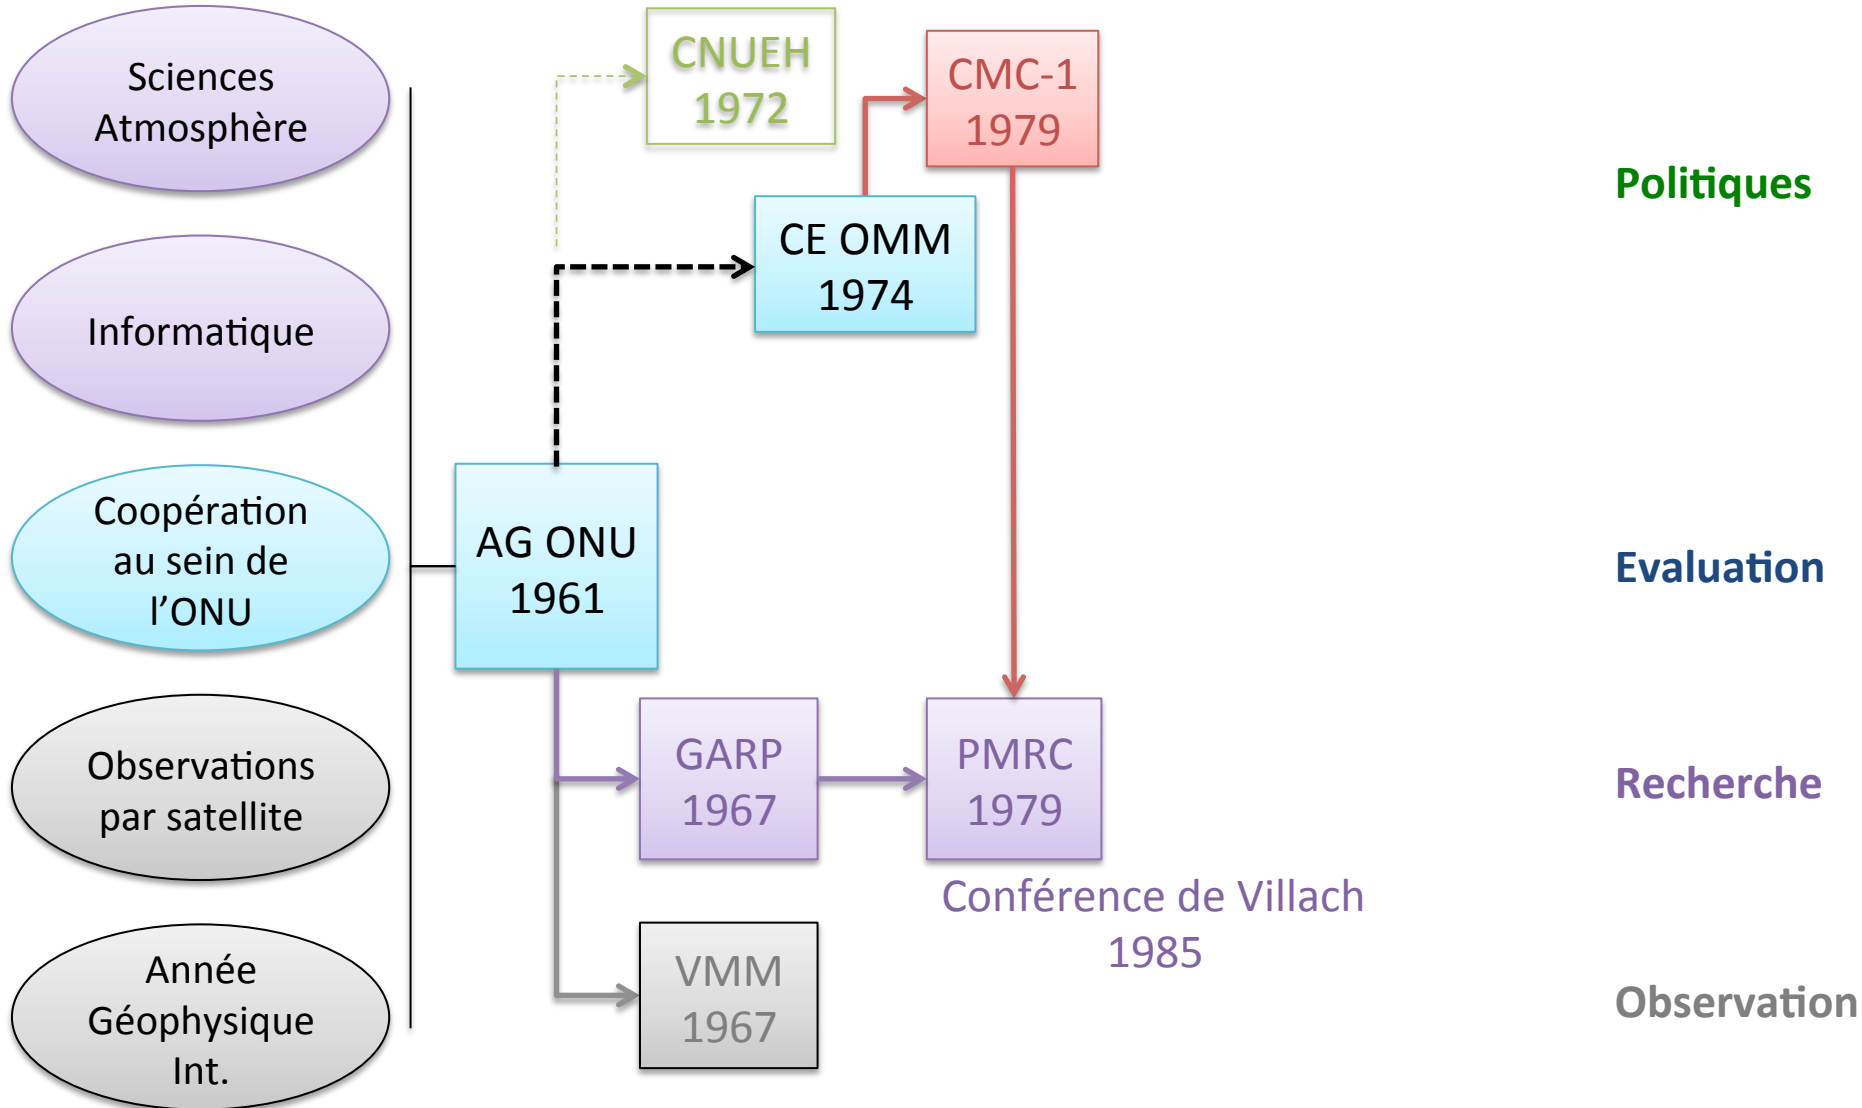 Sciences
Atmosphère
Informatique
Coopération
au sein de
l’ONU
Observations
par satellite
Année
Géophysique
Int.
AG ONU
1961
CNUEH
1972
CE OMM
1974
CMC-1
1979
GARP
1967
PMRC
1979
VMM
1967
Conférence de Villach
1985
Politiques
Evaluation
Recherche
Observation